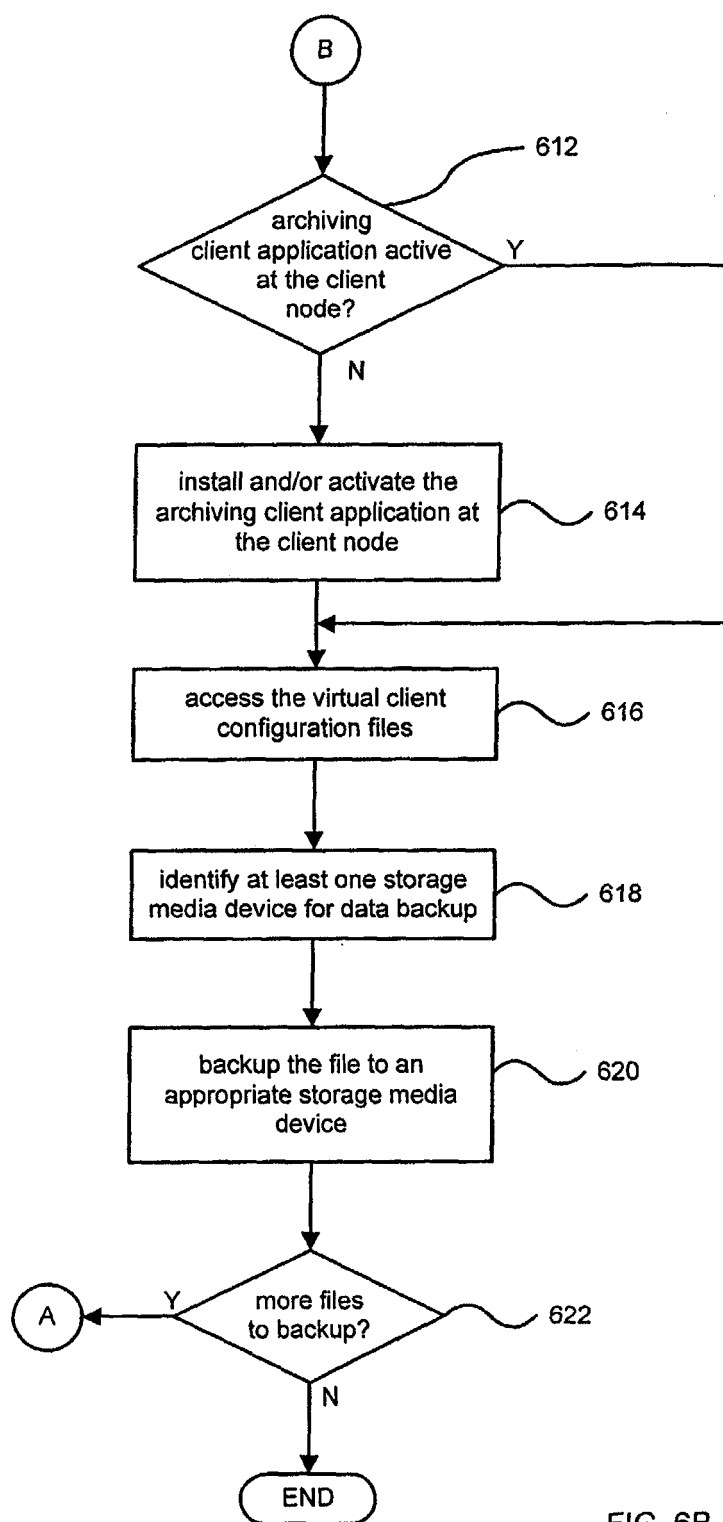 B
612
archiving
client application active
at the client
node?
Y
N
install and/or activate the
archiving client application at
the client node
614
access the virtual client
configuration files
616
identify at least one storage
media device for data backup
618
backup the file to an
appropriate storage media
device
620
A
Y
more files
to backup?
622
N
END
FIG. 6B